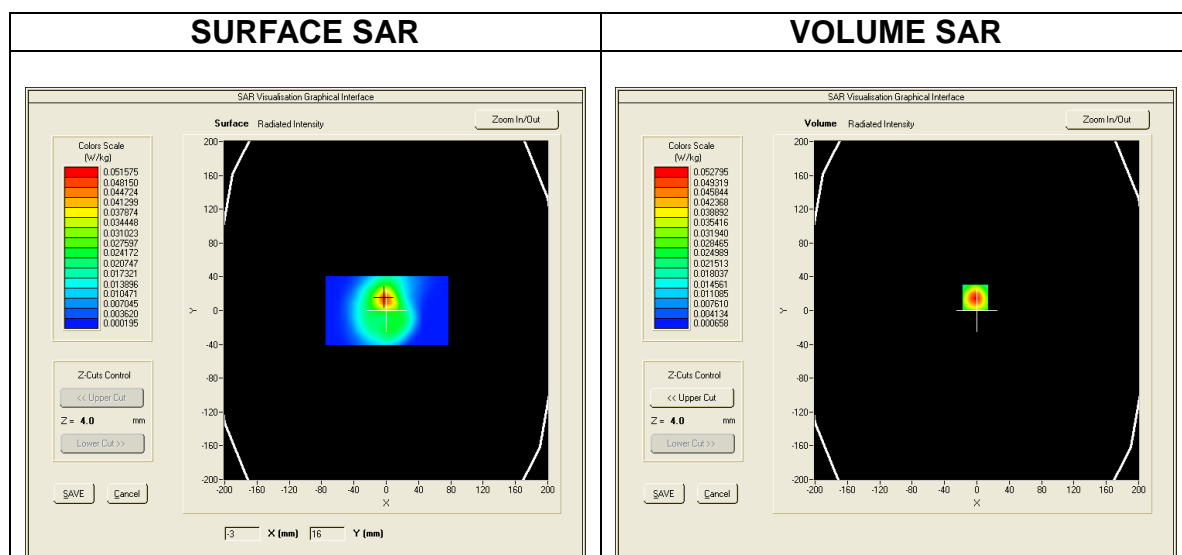 SURFACE SAR
VOLUME SAR
SAR Visualisation Graphical Interface
Surface Radiated Intensity
Zoom In/Out
Colors Scale
(W/kg)
0.051575
0.048150
0.044724
0.041299
0.037874
0.034448
0.031023
0.027597
0.024172
0.020747
0.017321
0.013896
0.010471
0.007045
0.003620
0.000195
Z-Cuts Control
<< Upper Cut
Z = 4.0 mm
Lower Cut >>
SAVE Cancel
200
160
120
80
40
0
-40
-80
-120
-160
-200
Y
-200 -160 -120 -80 -40 0 40 80 120 160 200
X
-3 X (mm) 16 Y (mm)
SAR Visualisation Graphical Interface
Volume Radiated Intensity
Zoom In/Out
Colors Scale
(W/kg)
0.052795
0.049319
0.045844
0.042368
0.038892
0.035416
0.031940
0.028465
0.024989
0.021513
0.018037
0.014561
0.011085
0.007610
0.004134
0.000658
Z-Cuts Control
<< Upper Cut
Z = 4.0 mm
Lower Cut >>
SAVE Cancel
200
160
120
80
40
0
-40
-80
-120
-160
-200
Y
-200 -160 -120 -80 -40 0 40 80 120 160 200
X